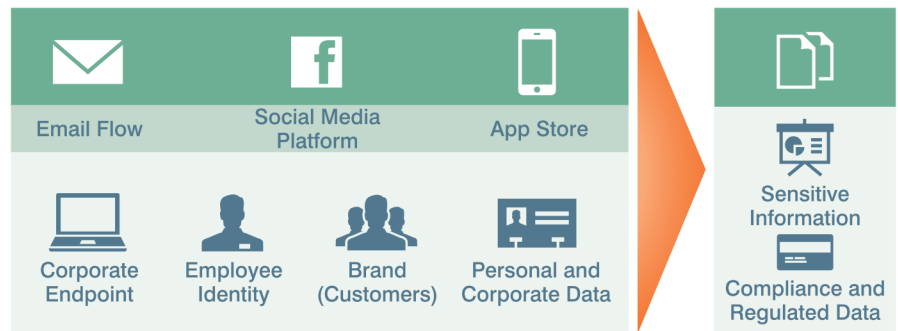 Email Flow
Social Media
Platform
App Store
Corporate
Endpoint
Employee
Identity
Brand
(Customers)
Personal and
Corporate Data
Sensitive
Information
Compliance and
Regulated Data